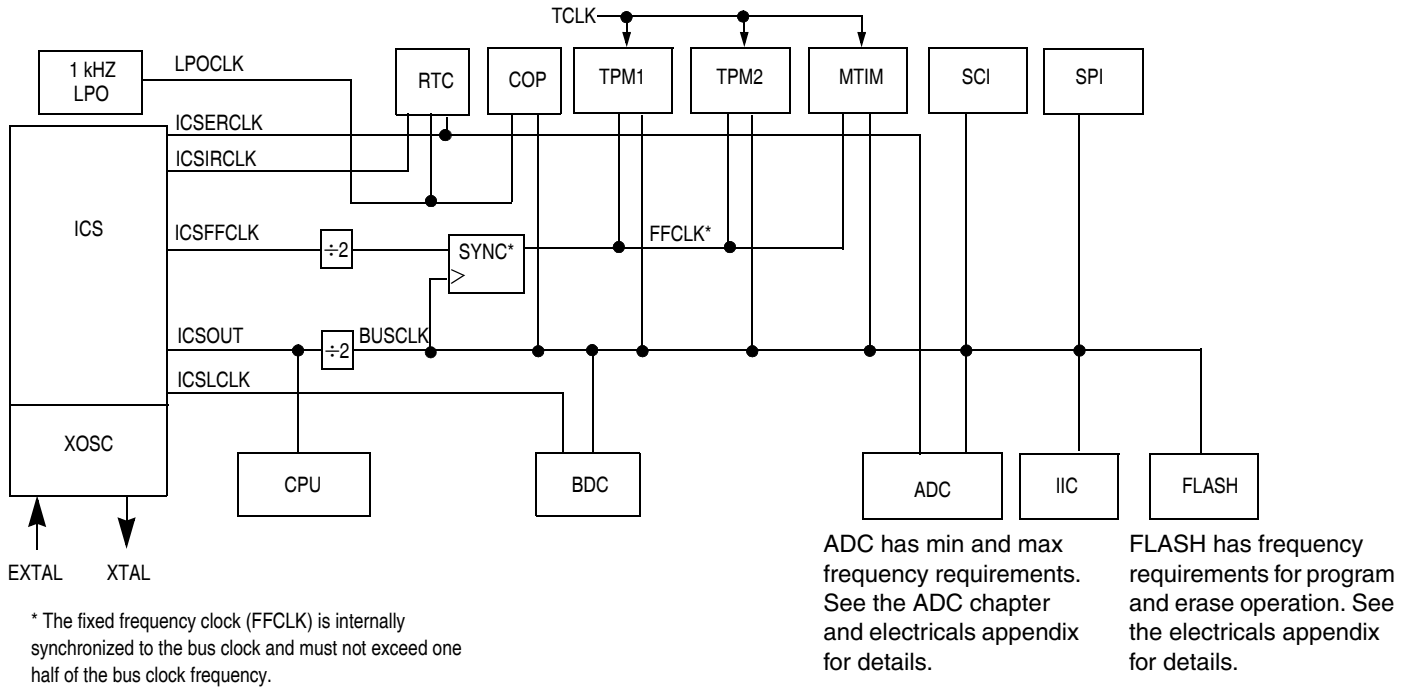 TCLK
1 kHZ
LPO
LPOCLK
RTC
COP
TPM1
TPM2
MTIM
SCI
SPI
ICSERCLK
ICSIRCLK
ICS
ICSFFCLK
÷2
SYNC*
FFCLK*
ICSOUT
÷2
BUSCLK
ICSLCLK
XOSC
CPU
BDC
ADC
IIC
FLASH
EXTAL
XTAL
ADC has min and max
frequency requirements.
See the ADC chapter
and electricals appendix
for details.
FLASH has frequency
requirements for program
and erase operation. See
the electricals appendix
for details.
* The fixed frequency clock (FFCLK) is internally
synchronized to the bus clock and must not exceed one
half of the bus clock frequency.